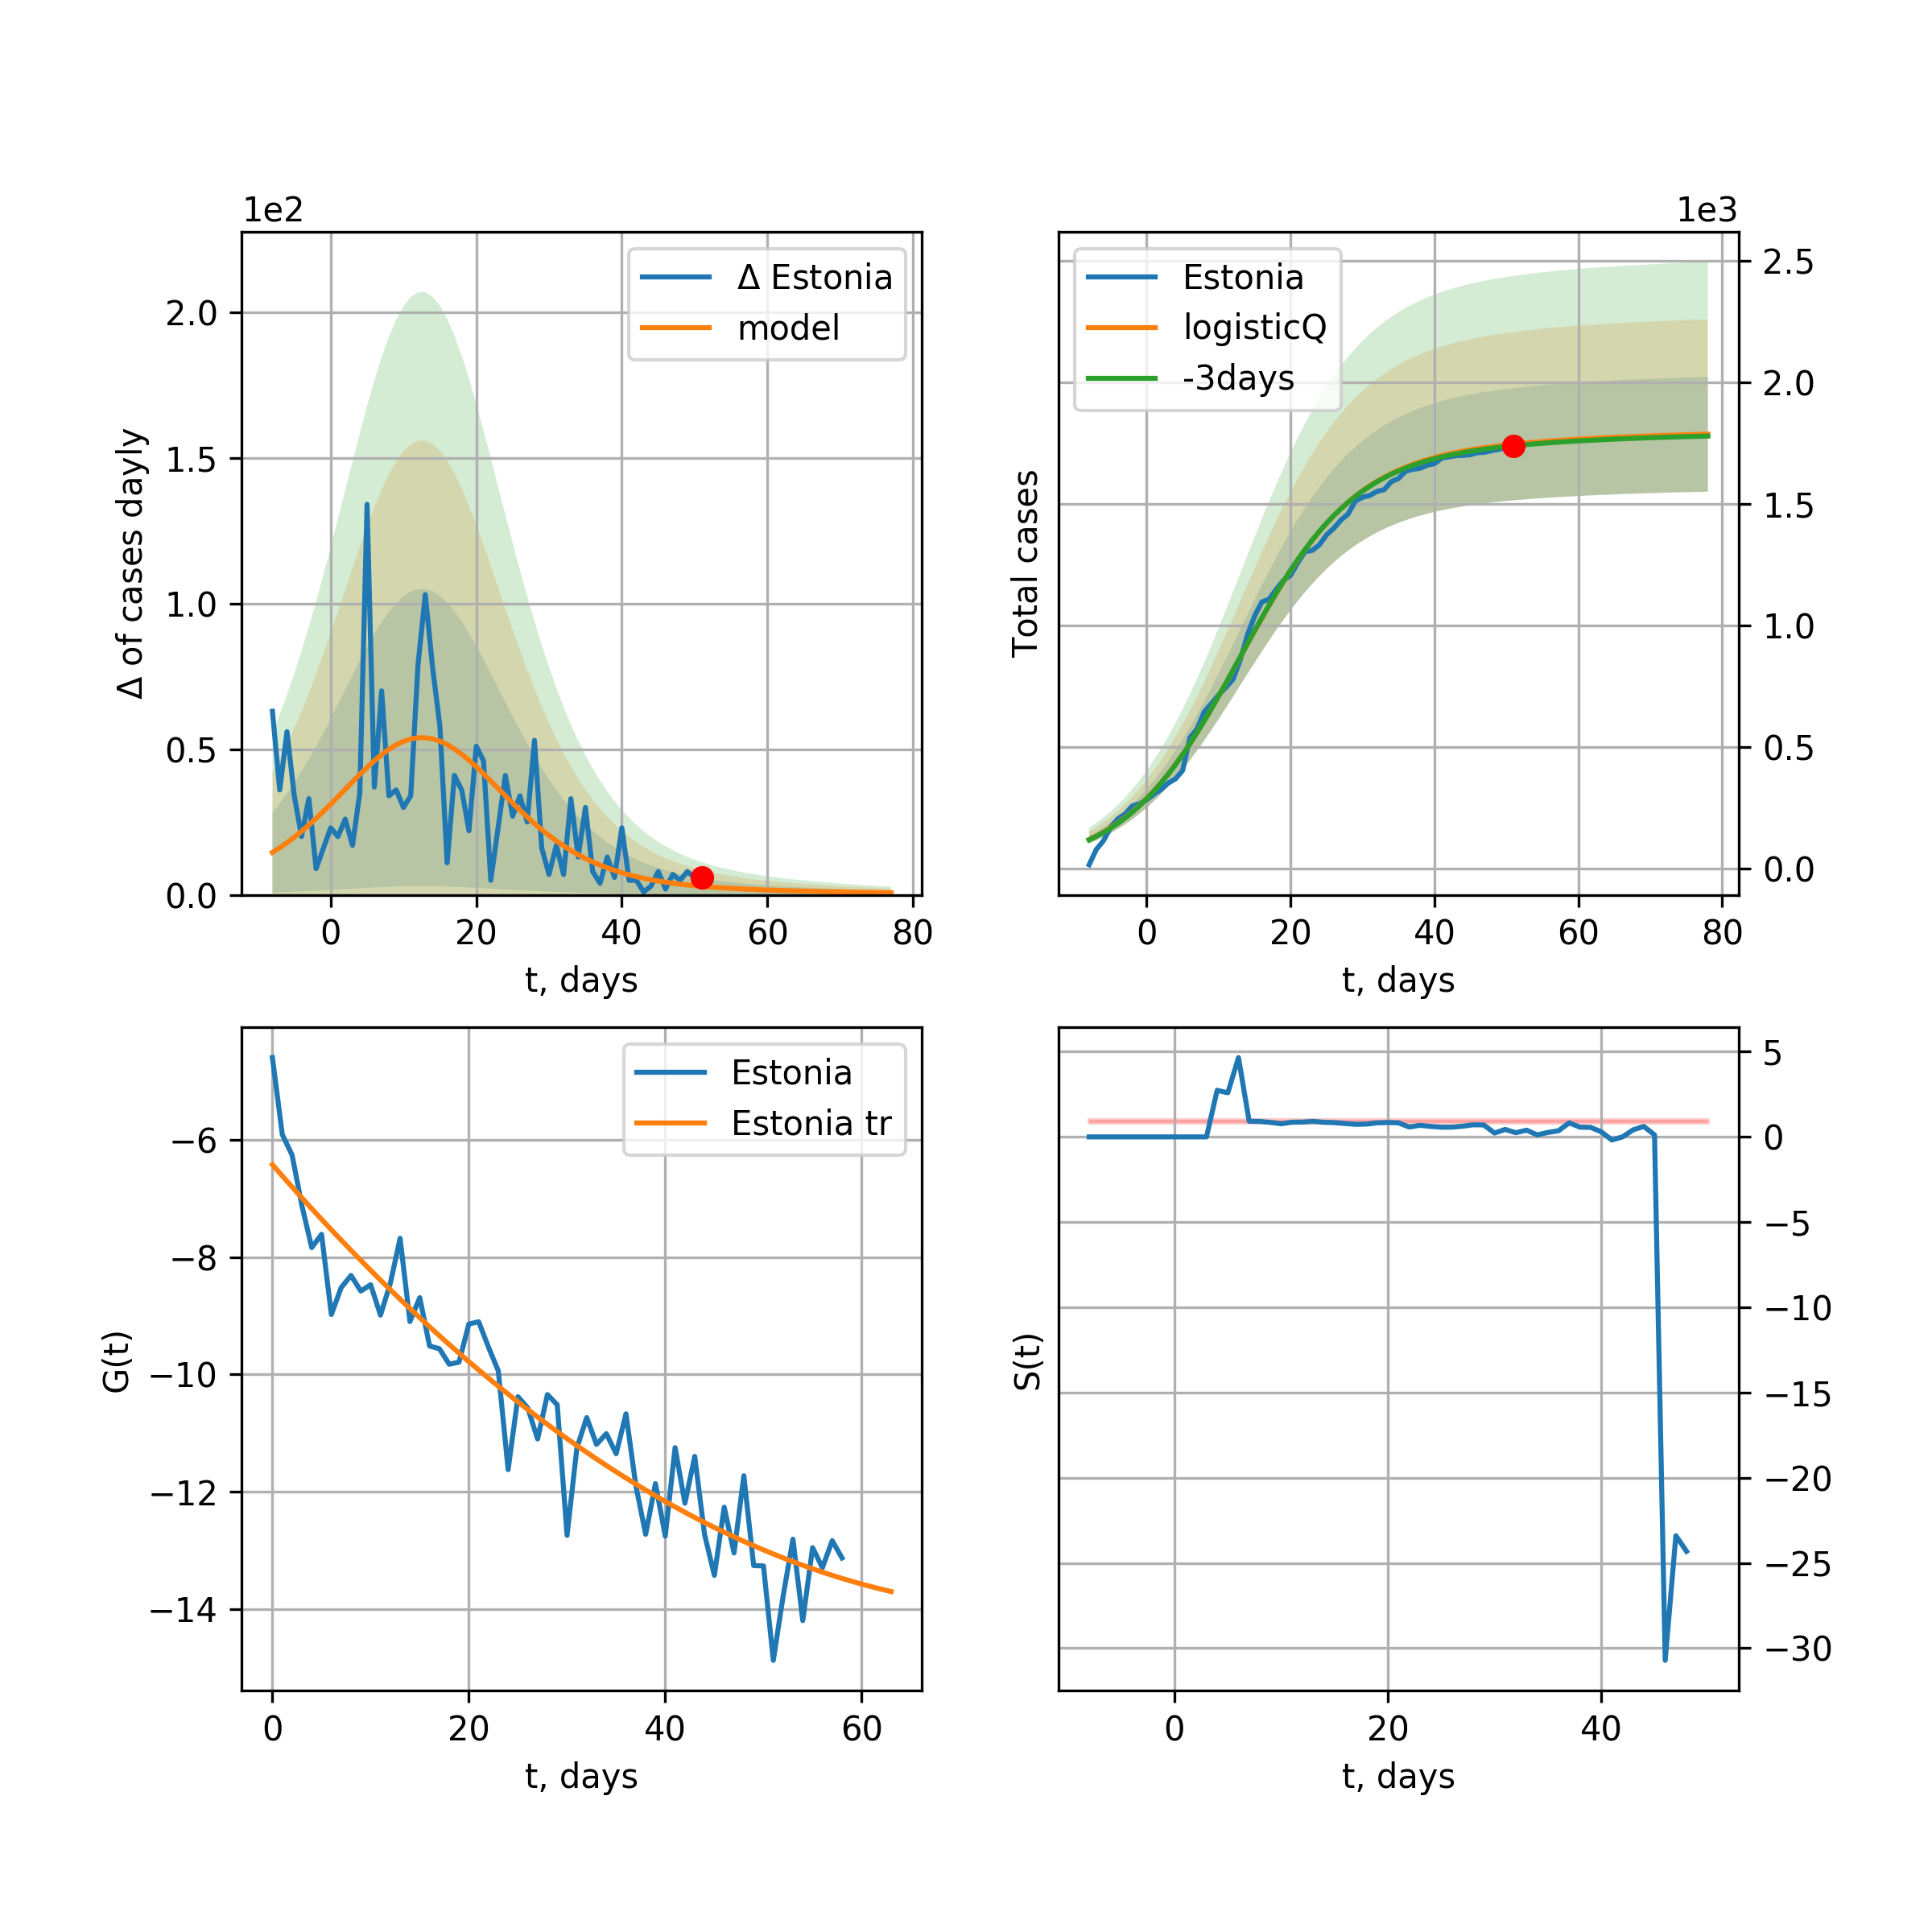 1e2
Δ of cases dayly
2.0
1.5
1.0
0.5
0.0
Δ Estonia
model
0 20 40 60 80
t, days
1e3
Total cases
Estonia
logisticQ
-3days
2.5
2.0
1.5
1.0
0.5
0.0
0 20 40 60 80
t, days
G(t)
−6
−8
−10
−12
−14
Estonia
Estonia tr
0 20 40 60
t, days
S(t)
5
0
−5
−10
−15
−20
−25
−30
0 20 40
t, days